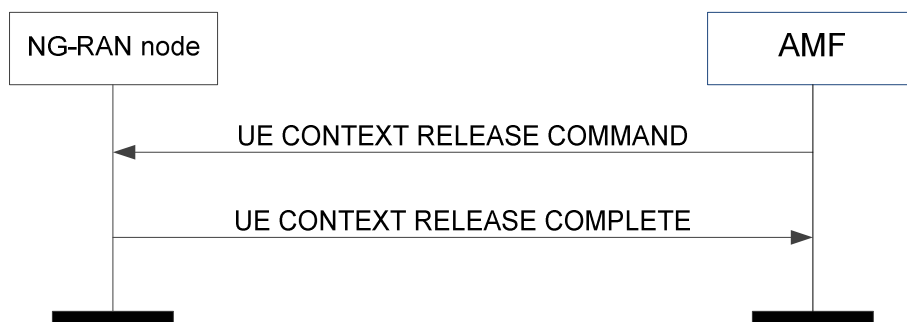 NG-RAN node
AMF
UE CONTEXT RELEASE COMMAND
UE CONTEXT RELEASE COMPLETE